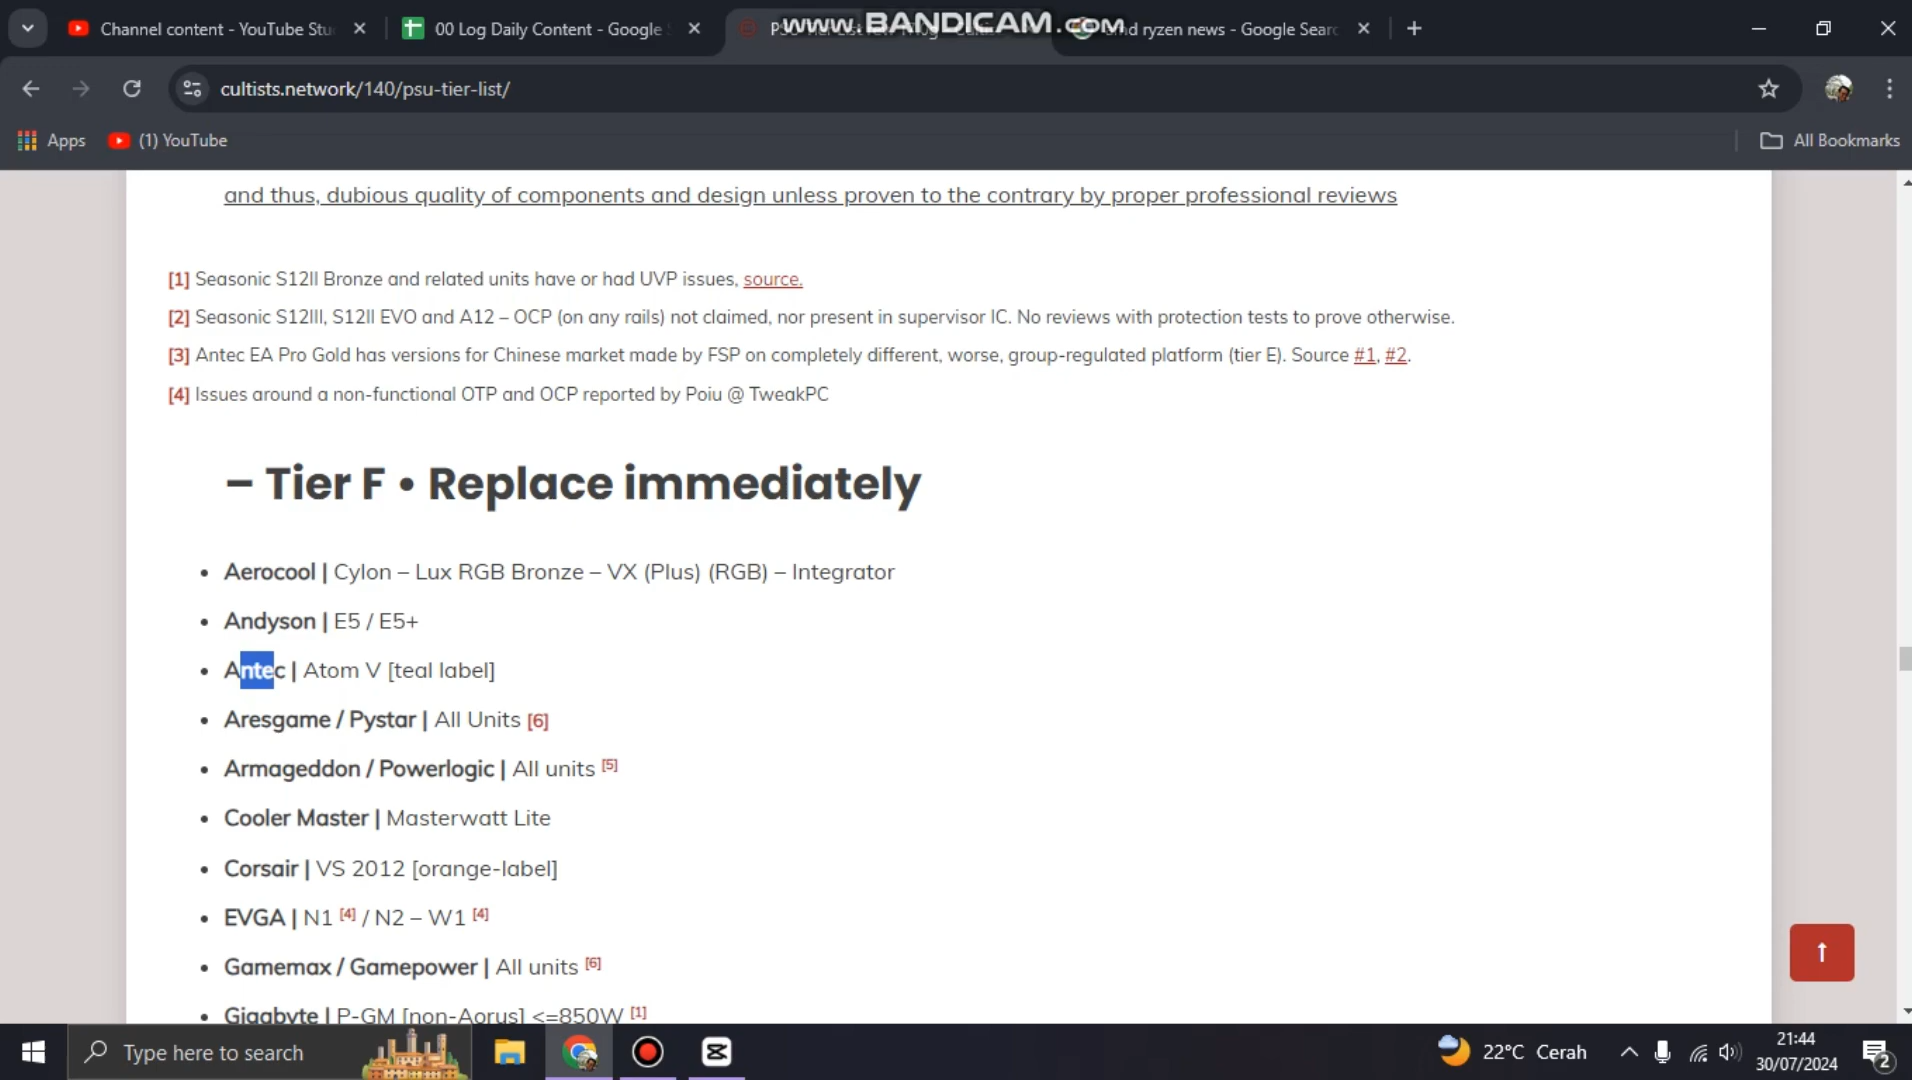 Channel content - YouTube Stu
00 Log Daily Content - Google S
www.BANDICAM.com
amd ryzen news - Google Searc
cultists.network/140/psu-tier-list/
Apps
(1) YouTube
All Bookmarks
and thus, dubious quality of components and design unless proven to the contrary by proper professional reviews
[1] Seasonic S12II Bronze and related units have or had UVP issues, source.
[2] Seasonic S12III, S12II EVO and A12 – OCP (on any rails) not claimed, nor present in supervisor IC. No reviews with protection tests to prove otherwise.
[3] Antec EA Pro Gold has versions for Chinese market made by FSP on completely different, worse, group-regulated platform (tier E). Source #1, #2.
[4] Issues around a non-functional OTP and OCP reported by Poiu @ TweakPC
– Tier F • Replace immediately
• Aerocool | Cylon – Lux RGB Bronze – VX (Plus) (RGB) – Integrator
• Andyson | E5 / E5+
• Antec | Atom V [teal label]
• Aresgame / Pystar | All Units [6]
• Armageddon / Powerlogic | All units [5]
• Cooler Master | Masterwatt Lite
• Corsair | VS 2012 [orange-label]
• EVGA | N1 [4] / N2 – W1 [4]
• Gamemax / Gamepower | All units [6]
• Gigabyte | P-GM [non-Aorus] <=850W [1]
Type here to search
22°C Cerah
21:44
30/07/2024
2